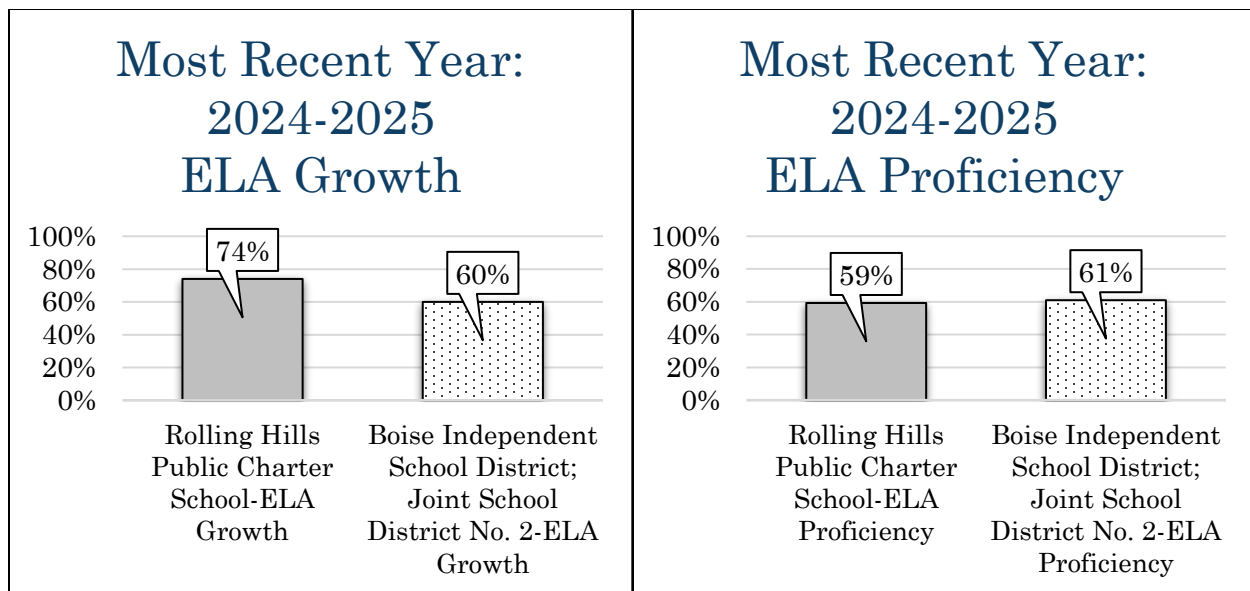 Most Recent Year:
2024-2025
ELA Growth
100%
80%
60%
40%
20%
0%
74%
60%
Rolling Hills
Public Charter
School-ELA
Growth
Boise Independent
School District;
Joint School
District No. 2-ELA
Growth
Most Recent Year:
2024-2025
ELA Proficiency
100%
80%
60%
40%
20%
0%
59%
61%
Rolling Hills
Public Charter
School-ELA
Proficiency
Boise Independent
School District;
Joint School
District No. 2-ELA
Proficiency